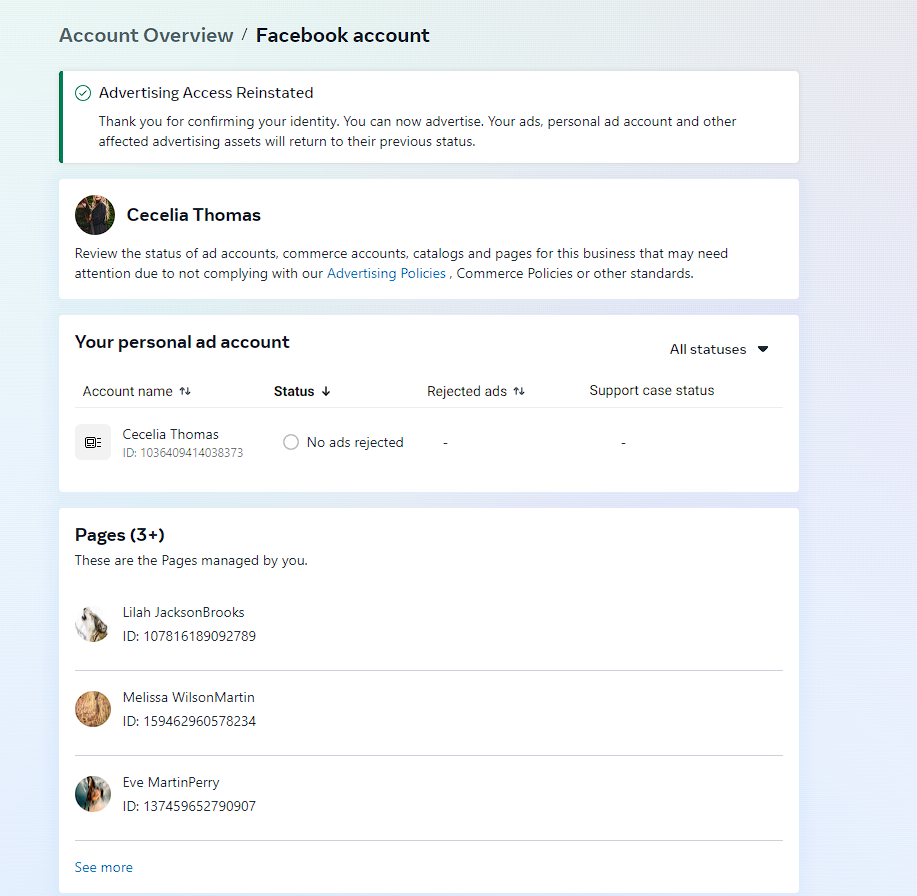 Account Overview / Facebook account
Advertising Access Reinstated
Thank you for confirming your identity. You can now advertise. Your ads, personal ad account and other
affected advertising assets will return to their previous status.
Cecelia Thomas
Review the status of ad accounts, commerce accounts, catalogs and pages for this business that may need
attention due to not complying with our Advertising Policies , Commerce Policies or other standards.
Your personal ad account
All statuses
Account name Status Rejected ads Support case status
Cecelia Thomas
ID: 1036409414038373
No ads rejected - -
Pages (3+)
These are the Pages managed by you.
Lilah JacksonBrooks
ID: 107816189092789
Melissa WilsonMartin
ID: 159462960578234
Eve MartinPerry
ID: 137459652790907
See more